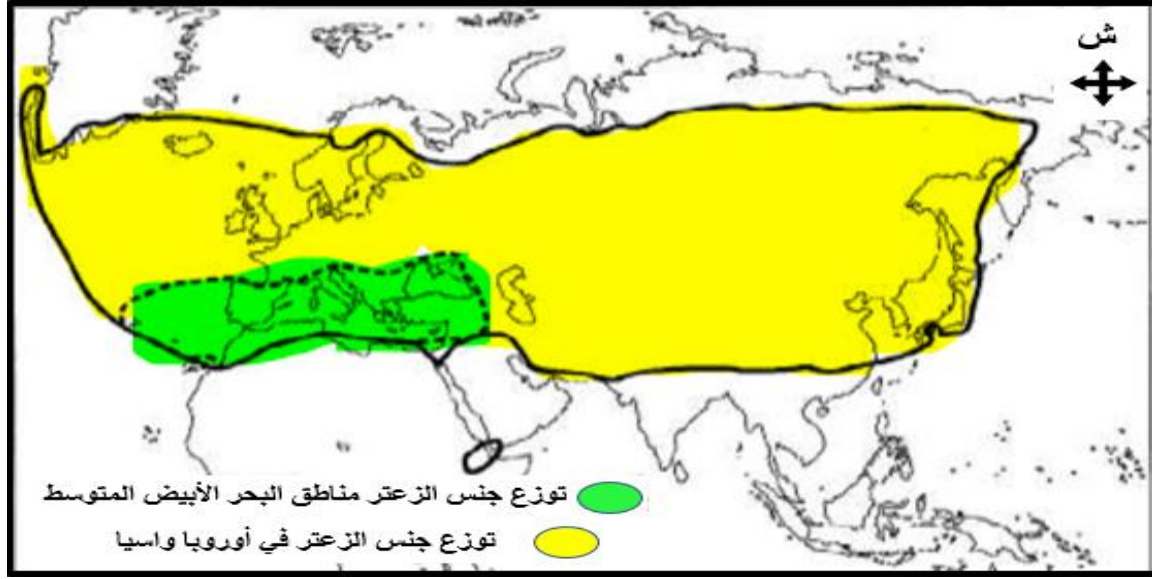 ش
توزع جنس الزعتر مناطق البحر الأبيض المتوسط
توزع جنس الزعتر في أوروبا واسيا